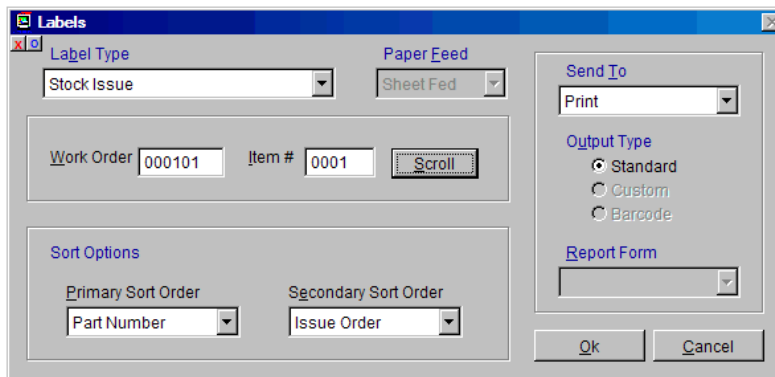 Labels
X O
Label Type
Paper Feed
Stock Issue
Sheet Fed
Work Order 000101 Item # 0001 Scroll
Sort Options
Primary Sort Order
Secondary Sort Order
Part Number
Issue Order
Send To
Print
Output Type
Standard
Custom
Barcode
Report Form
Ok
Cancel